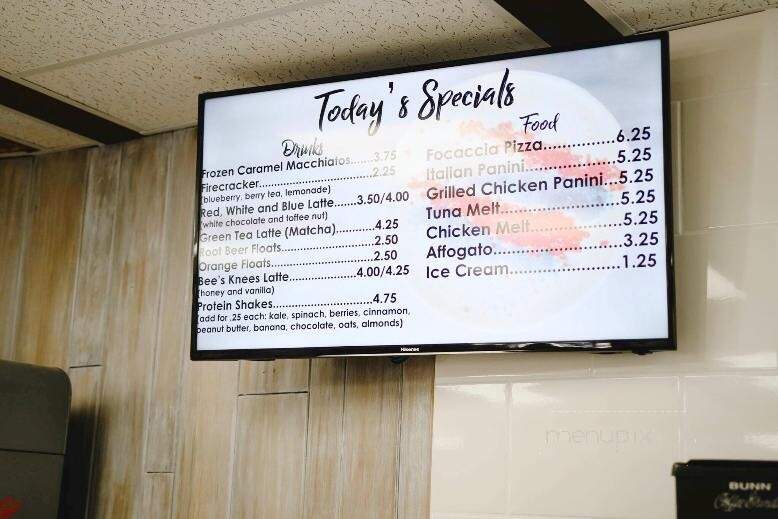 Today's Specials
Drinks
Frozen Caramel Macchiatos.......3.75
Firecracker.............................2.25
(blueberry, berry tea, lemonade)
Red, White and Blue Latte.......3.50/4.00
(white chocolate and toffee nut)
Green Tea Latte (Matcha)...........4.25
Root Beer Floats.......................2.50
Orange Floats..........................2.50
Bee's Knees Latte....................4.00/4.25
(honey and vanilla)
Protein Shakes..........................4.75
(add for .25 each: kale, spinach, berries, cinnamon,
peanut butter, banana, chocolate, oats, almonds)
Food
Focaccia Pizza...............6.25
Italian Panini...................5.25
Grilled Chicken Panini...5.25
Tuna Melt........................5.25
Chicken Melt...................5.25
Affogato.........................3.25
Ice Cream.......................1.25
Hisense
menupix
BUNN